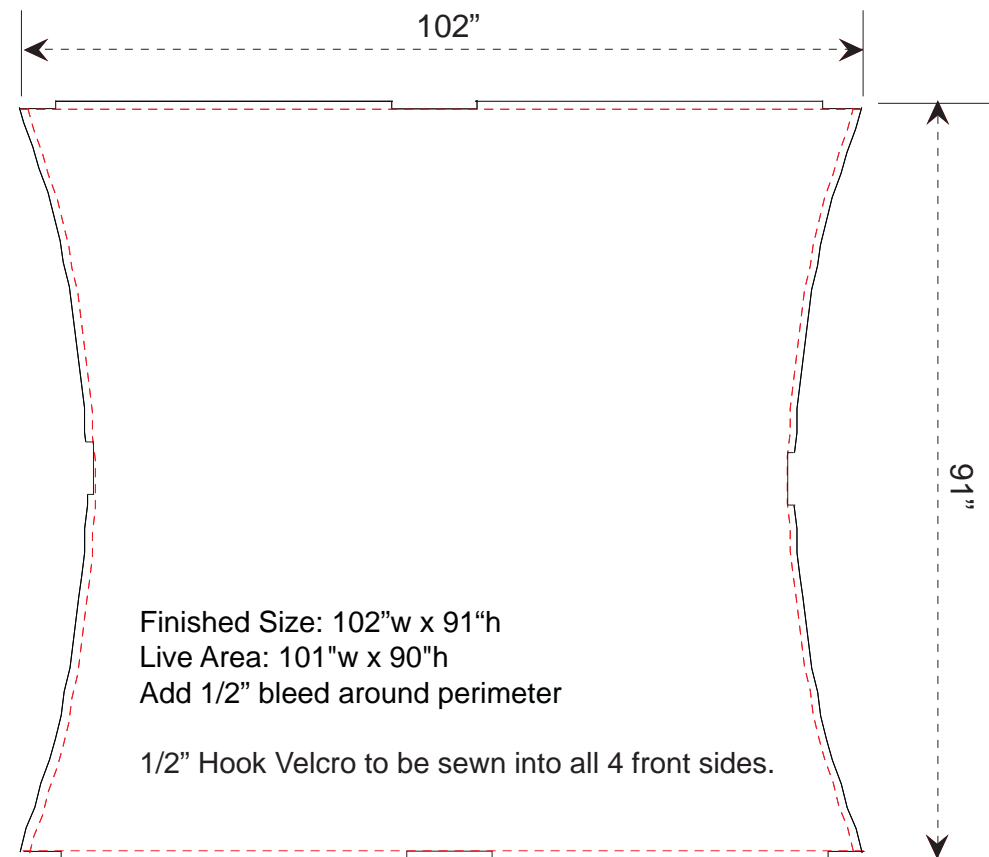 102”
91”
Finished Size: 102”w x 91“h
Live Area: 101"w x 90"h
Add 1/2” bleed around perimeter
1/2” Hook Velcro to be sewn into all 4 front sides.